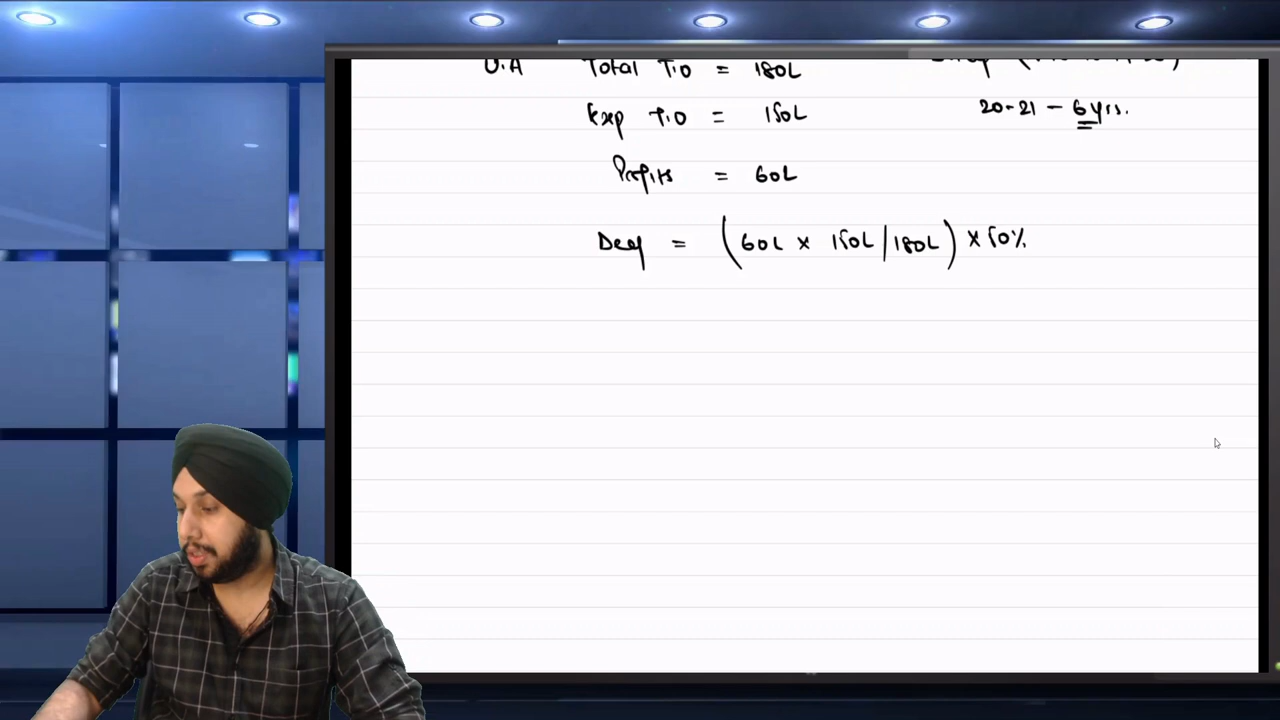 U.A Total T.O = 180L
20-21 - 6yrs.
Exp T.O = 150L
Profits = 60L
Ded = (60L × 150L/180L) × 50%